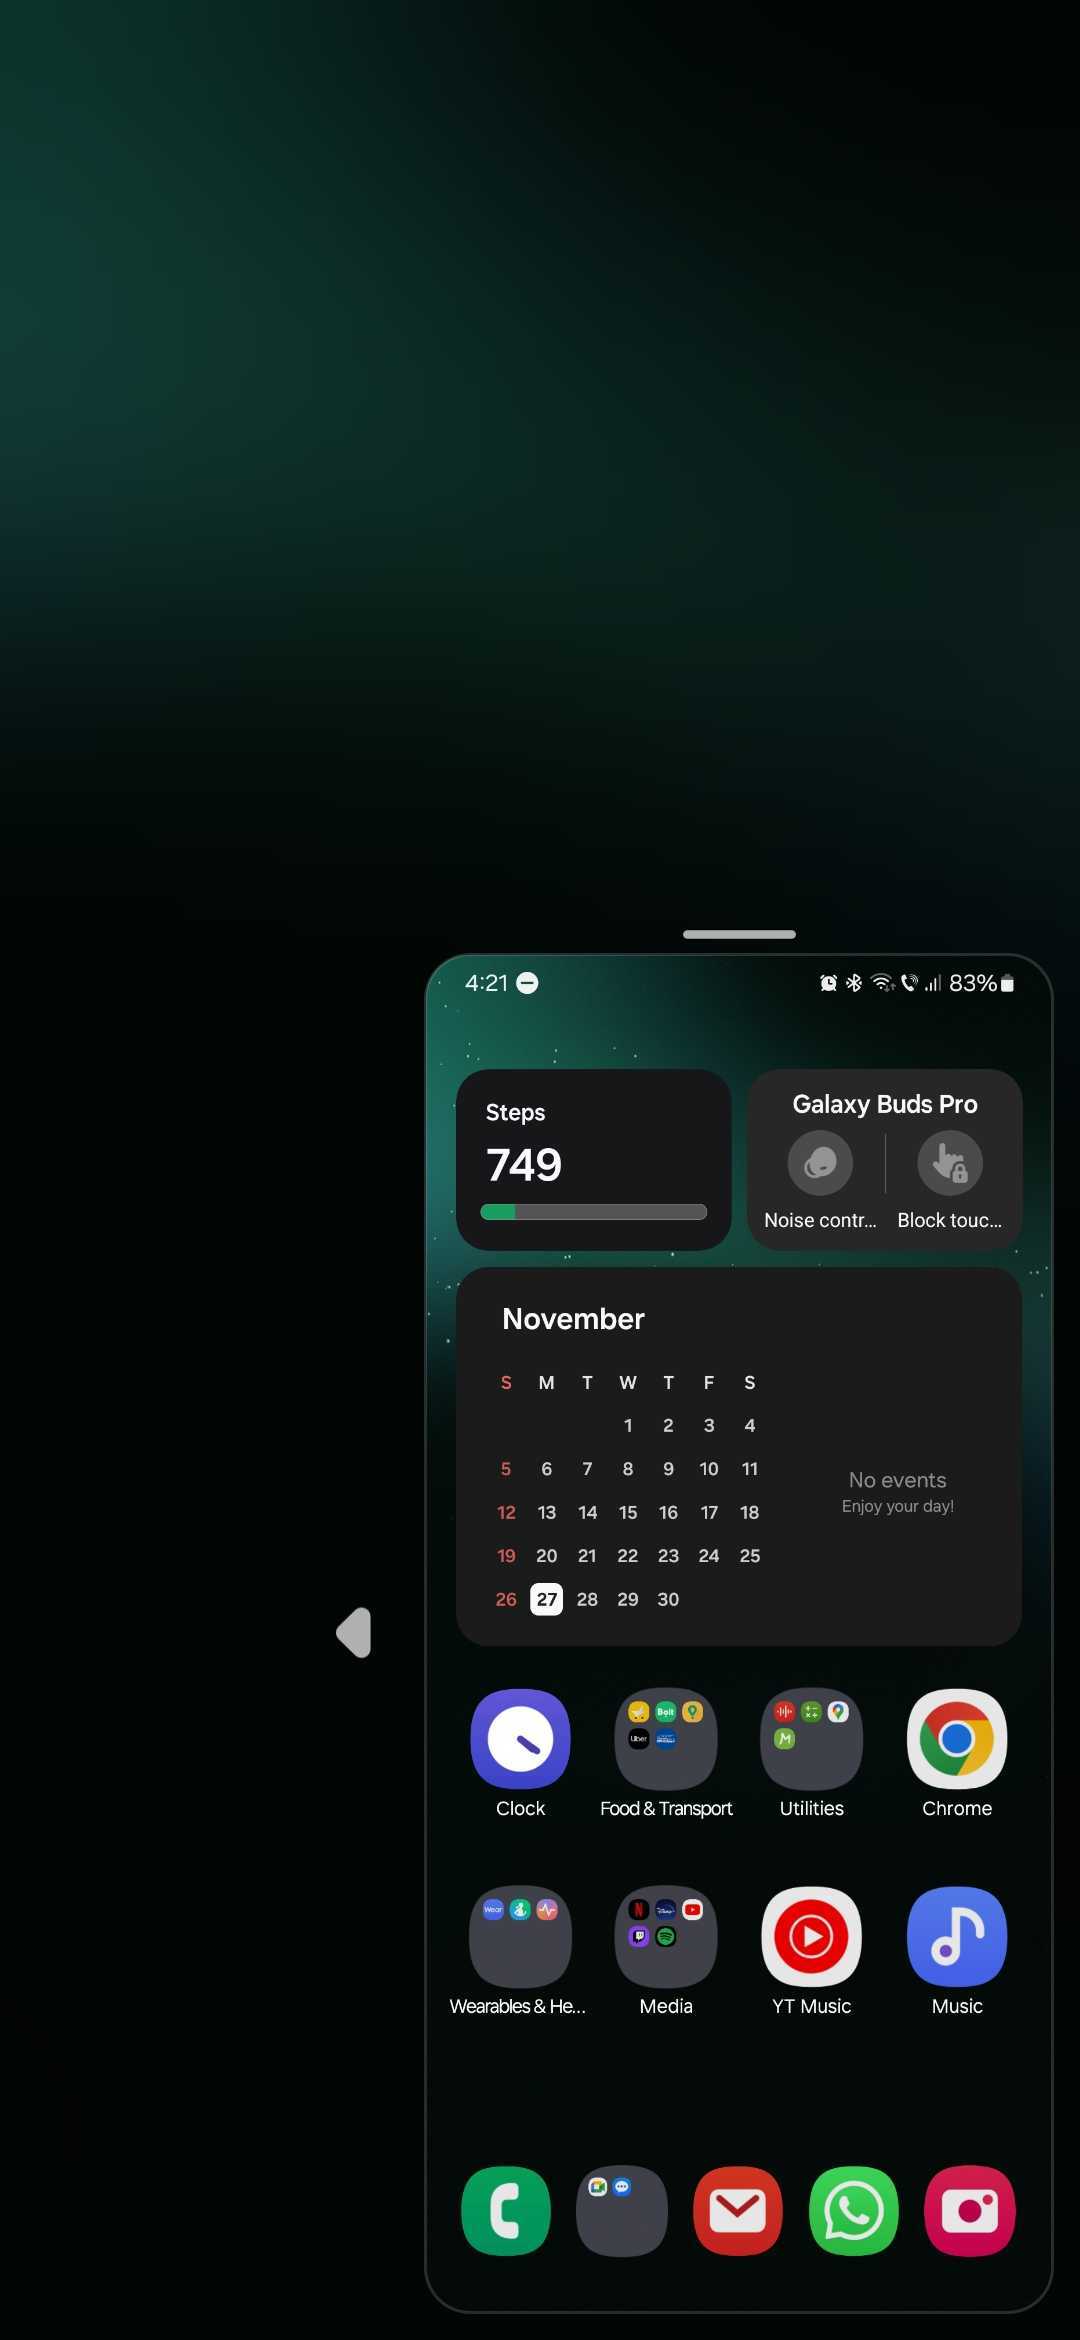 4:21
83%
Steps
749
Galaxy Buds Pro
Noise contr...
Block touc...
November
S M T W T F S
1 2 3 4
5 6 7 8 9 10 11
No events
Enjoy your day!
12 13 14 15 16 17 18
19 20 21 22 23 24 25
26 27 28 29 30
Bolt
Uber
Clock
Food & Transport
Utilities
Chrome
Wear
Wearables & He...
Media
YT Music
Music